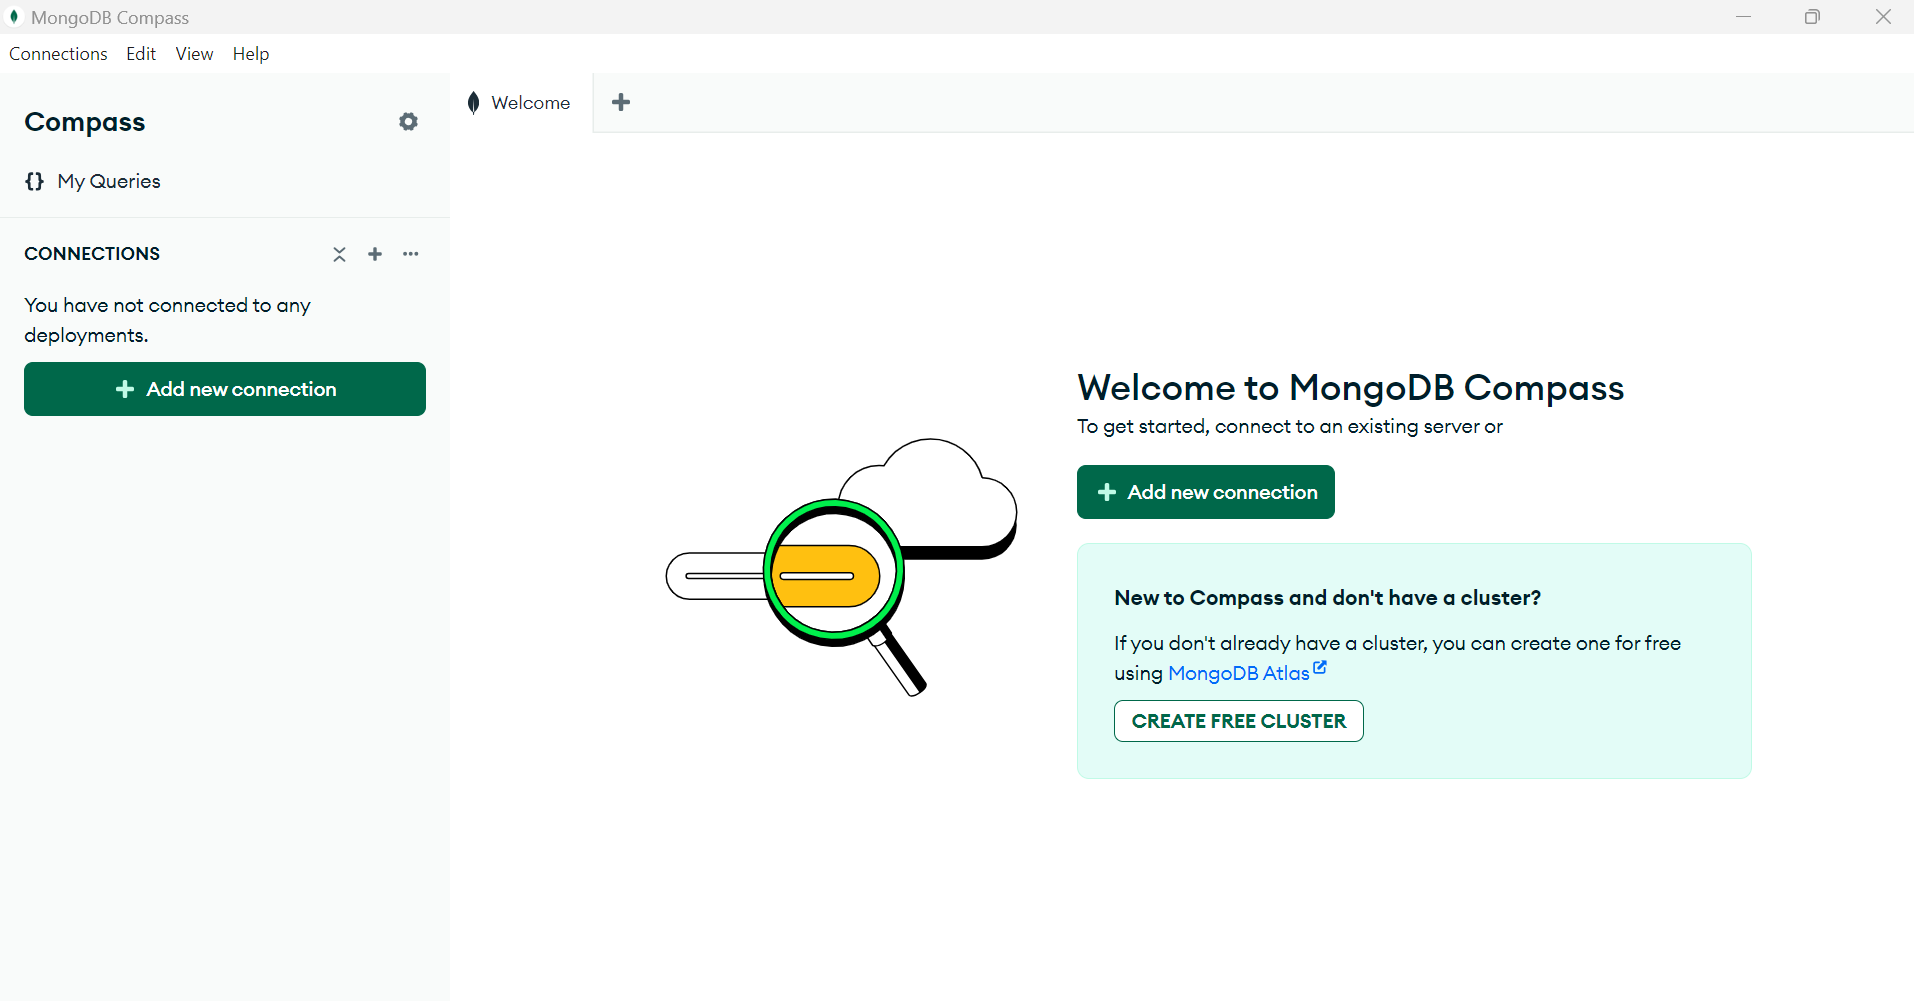 MongoDB Compass
Connections Edit View Help
Compass
{} My Queries
CONNECTIONS
You have not connected to any
deployments.
Add new connection
Welcome
Welcome to MongoDB Compass
To get started, connect to an existing server or
Add new connection
New to Compass and don't have a cluster?
If you don't already have a cluster, you can create one for free
using MongoDB Atlas
CREATE FREE CLUSTER